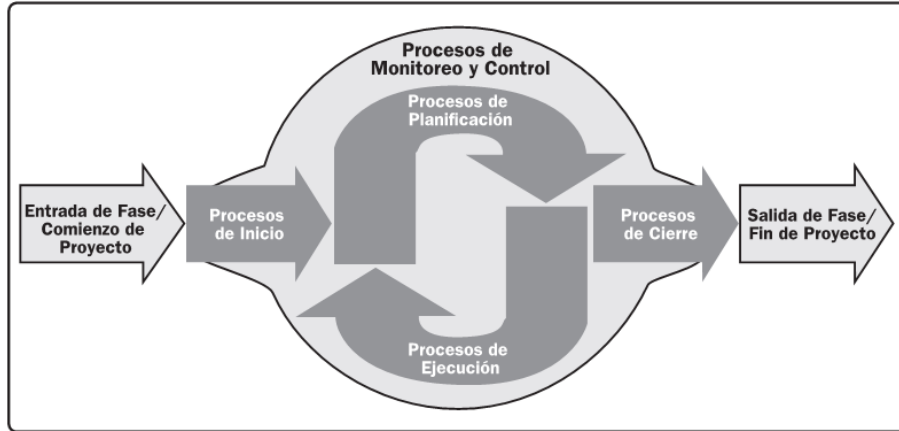 Procesos de
Monitoreo y Control
Procesos de
Planificación
Entrada de Fase/
Comienzo de
Proyecto
Procesos
de Inicio
Procesos
de Cierre
Salida de Fase/
Fin de Proyecto
Procesos de
Ejecución